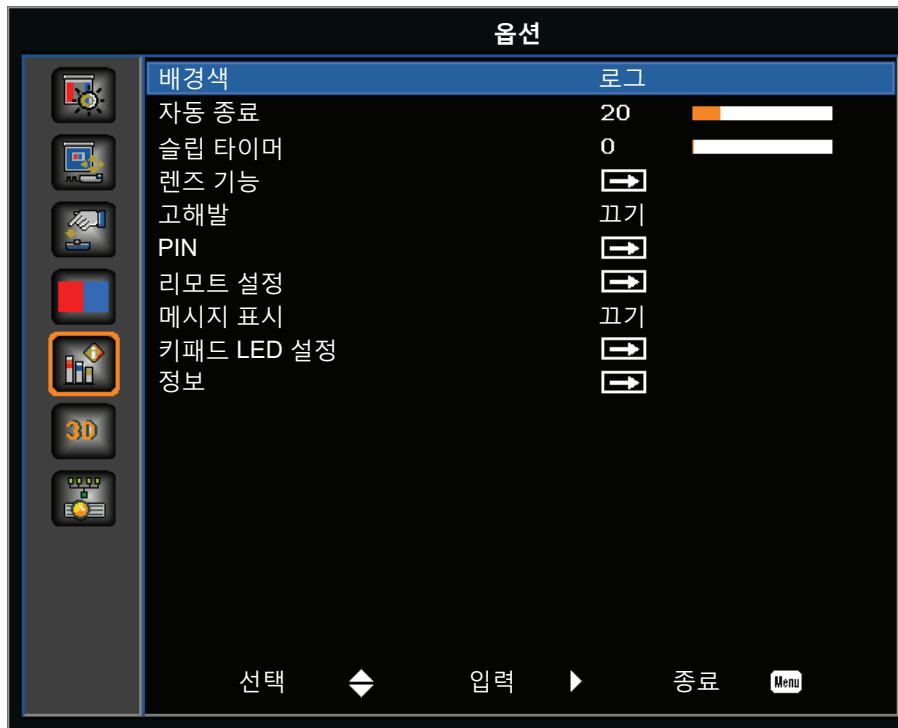 옵션
배경색 로그
자동 종료 20
슬립 타이머 0
렌즈 기능
고해발 끄기
PIN
리모트 설정
메시지 표시 끄기
키패드 LED 설정
정보
3D
선택 입력 종료 Menu